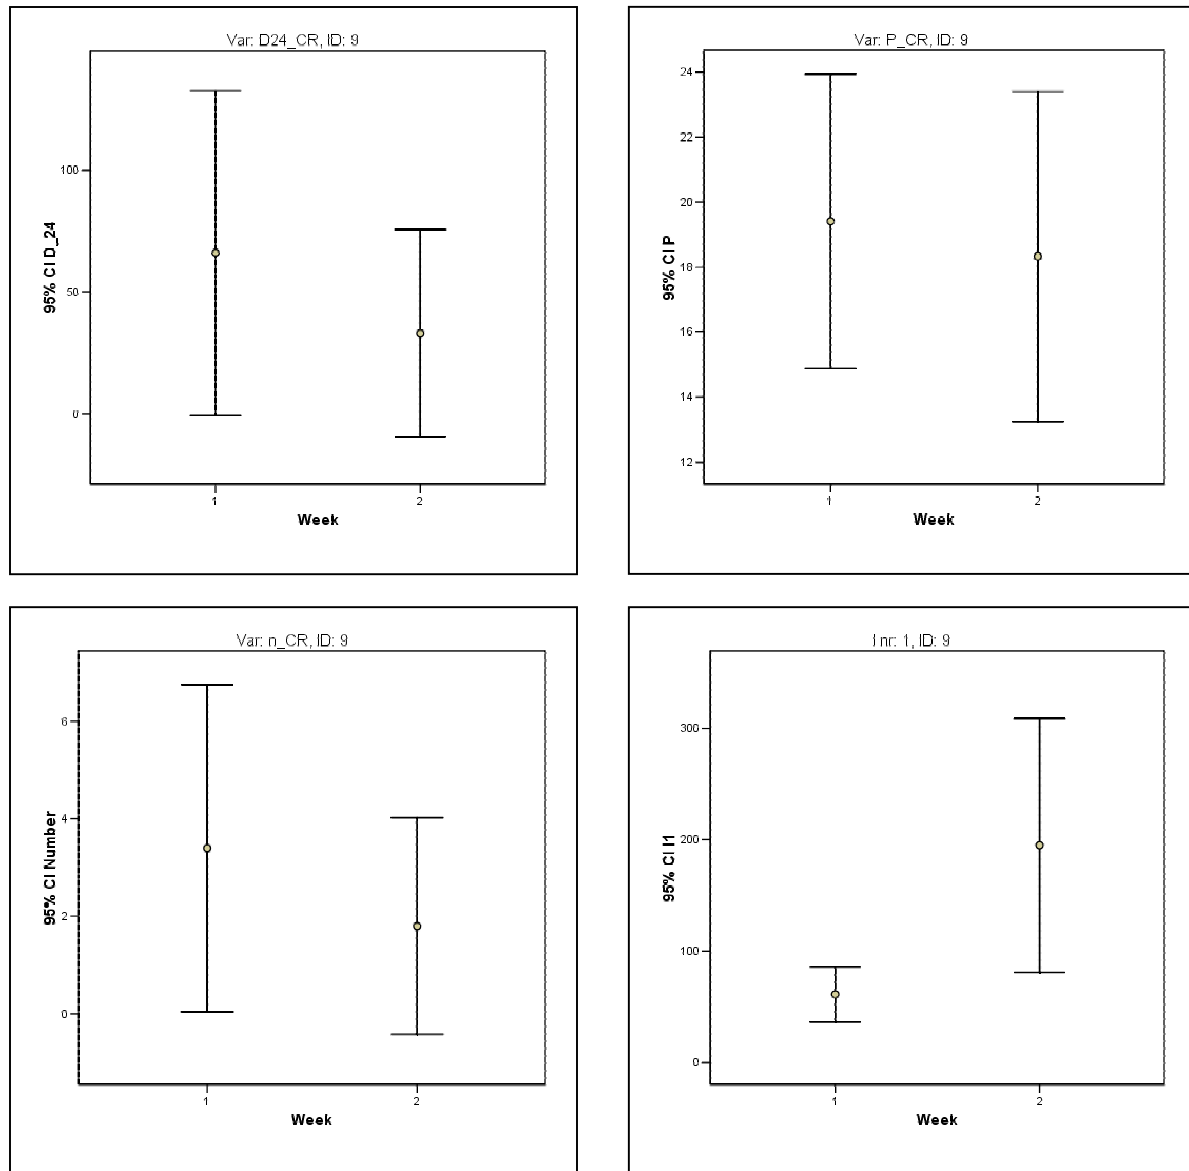 Var: D24_CR, ID: 9
95% CI D_24
100
50
0
1
2
Week
Var: P_CR, ID: 9
95% CI P
24
22
20
18
16
14
12
1
2
Week
Var: n_CR, ID: 9
95% CI Number
6
4
2
0
1
2
Week
I nr: 1, ID: 9
95% CI I1
300
200
100
0
1
2
Week